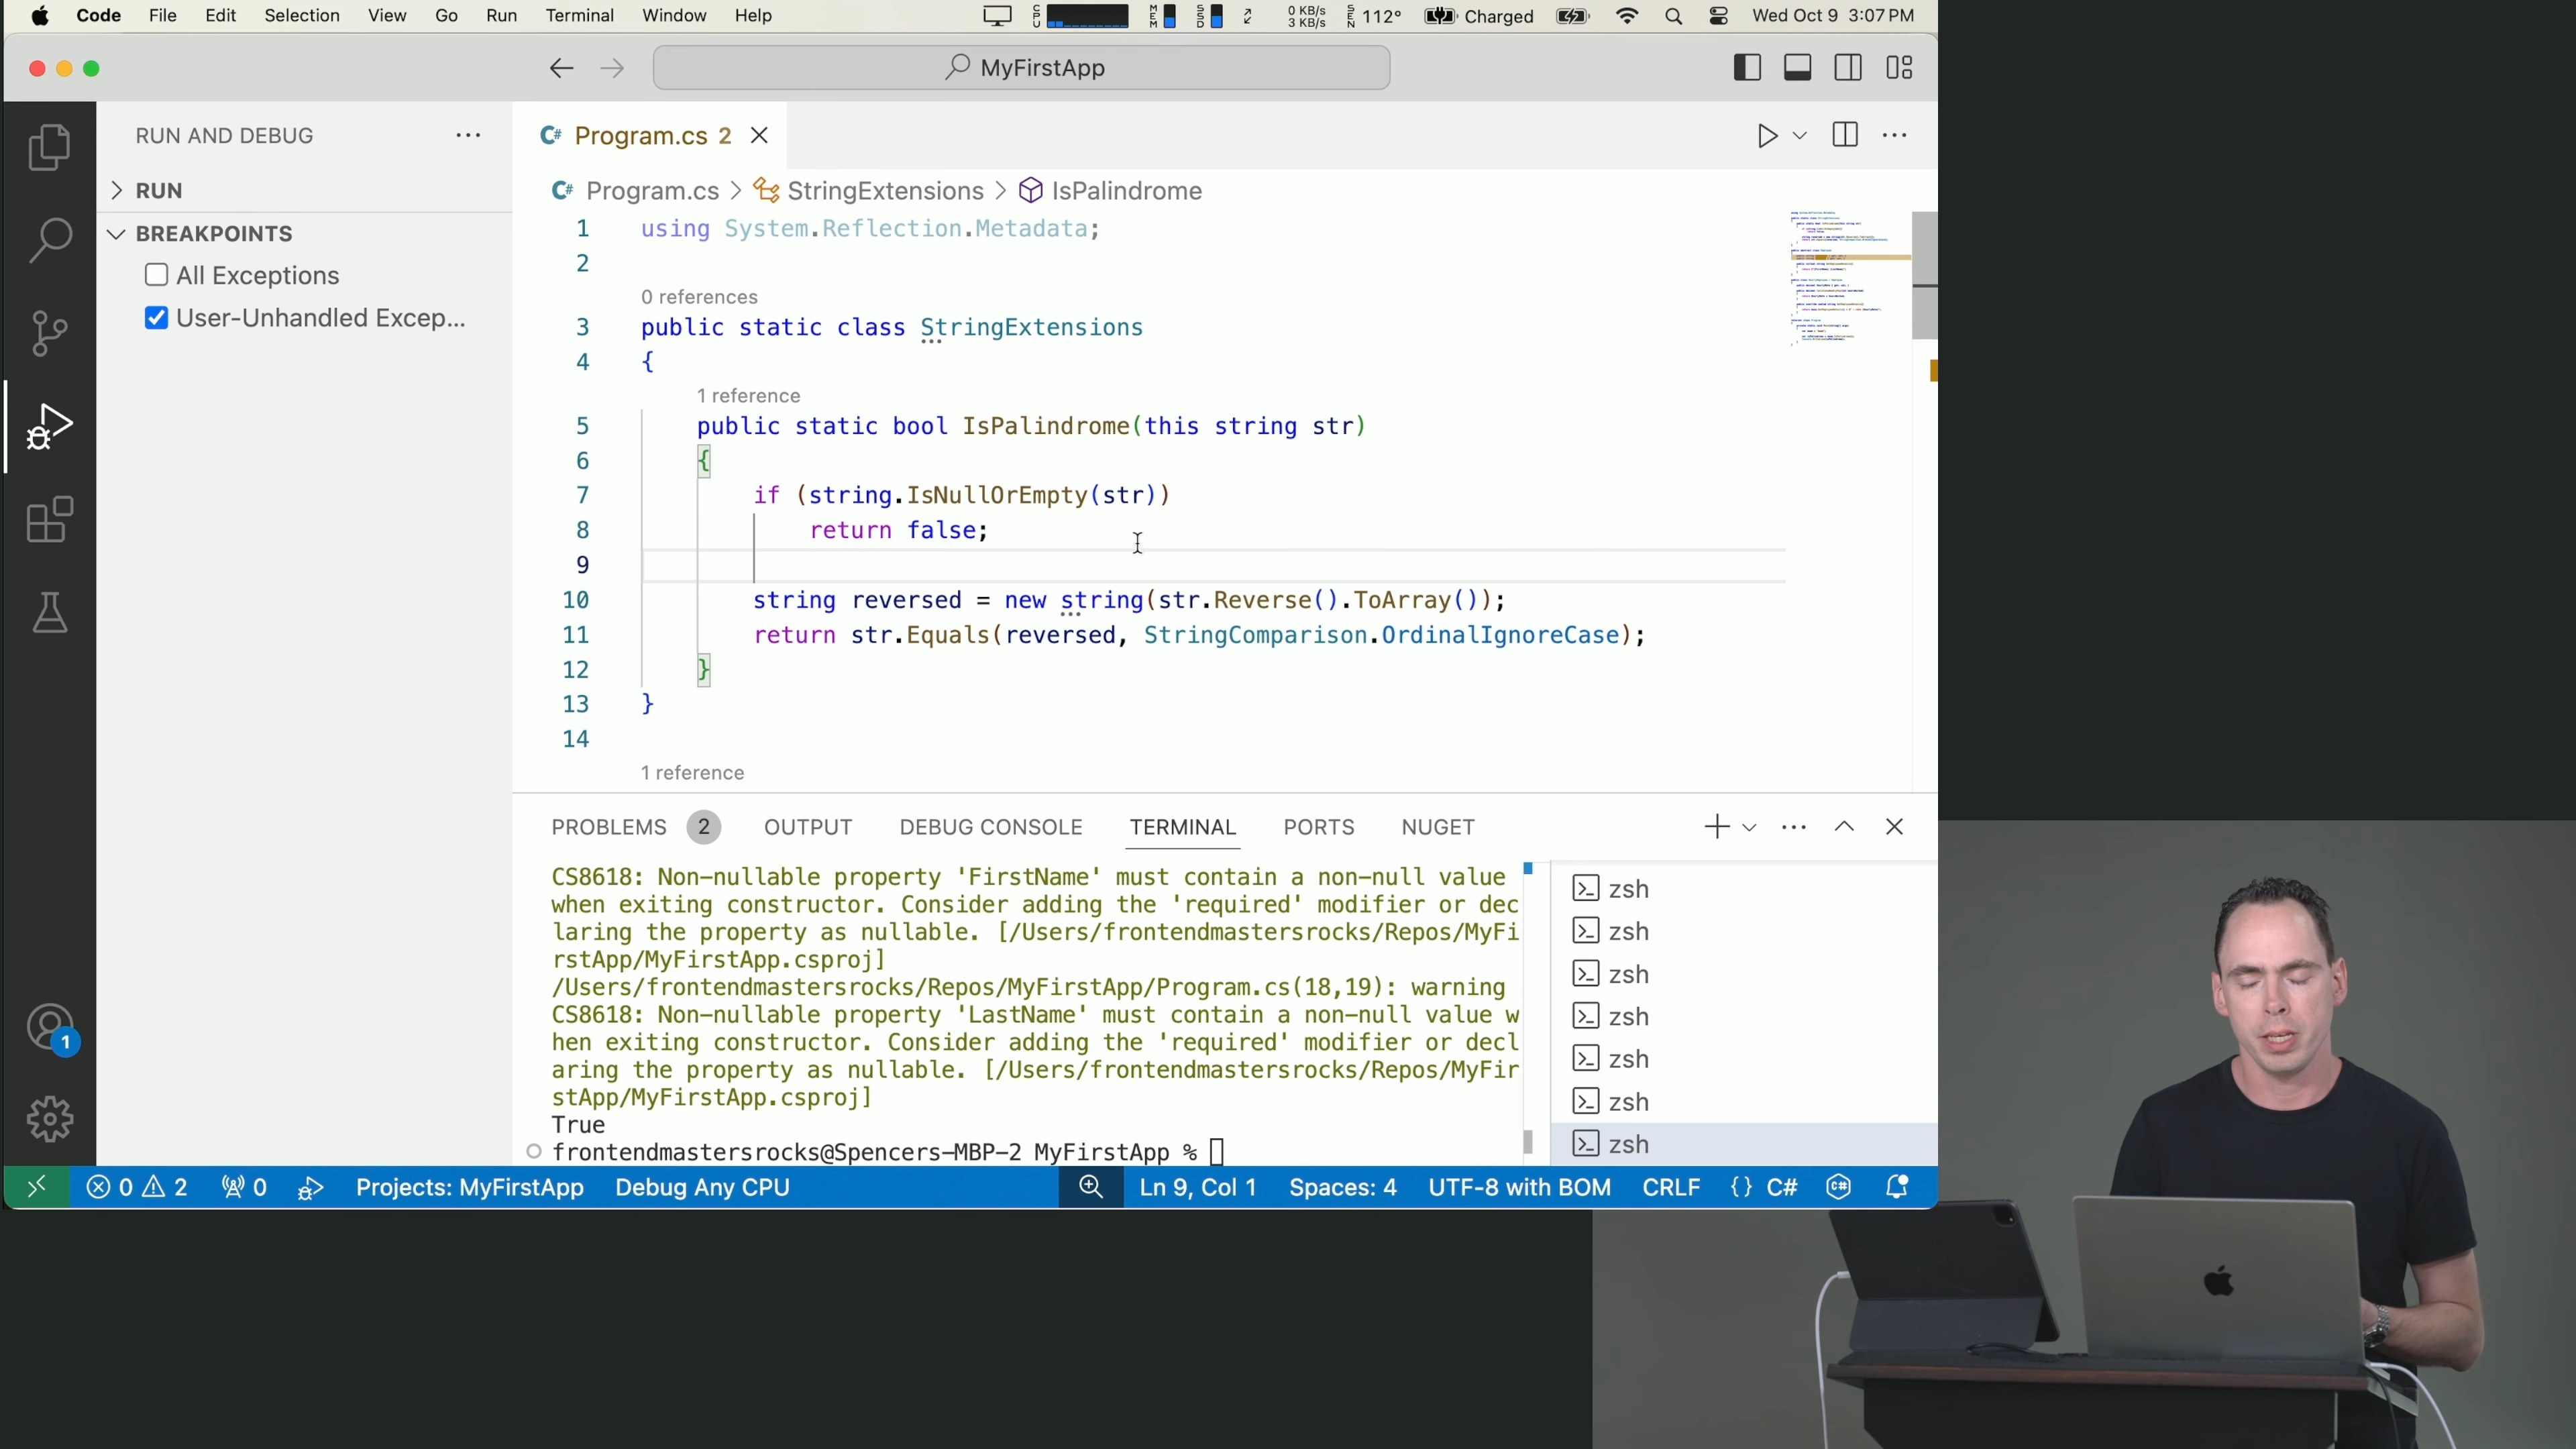 Code File Edit Selection View Go Run Terminal Window Help CPU MEM SSD 0 KB/s 3 KB/s SEN 112° Charged Wed Oct 9 3:07 PM
MyFirstApp
RUN AND DEBUG
RUN
BREAKPOINTS
All Exceptions
User-Unhandled Excep...
C# Program.cs 2
C# Program.cs > StringExtensions > IsPalindrome
1 using System.Reflection.Metadata;
2
0 references
3 public static class StringExtensions
4 {
1 reference
5 public static bool IsPalindrome(this string str)
6 {
7 if (string.IsNullOrEmpty(str))
8 return false;
9
10 string reversed = new string(str.Reverse().ToArray());
11 return str.Equals(reversed, StringComparison.OrdinalIgnoreCase);
12 }
13 }
14
1 reference
PROBLEMS 2 OUTPUT DEBUG CONSOLE TERMINAL PORTS NUGET
CS8618: Non-nullable property 'FirstName' must contain a non-null value
when exiting constructor. Consider adding the 'required' modifier or dec
laring the property as nullable. [/Users/frontendmastersrocks/Repos/MyFi
rstApp/MyFirstApp.csproj]
/Users/frontendmastersrocks/Repos/MyFirstApp/Program.cs(18,19): warning
CS8618: Non-nullable property 'LastName' must contain a non-null value w
hen exiting constructor. Consider adding the 'required' modifier or decl
aring the property as nullable. [/Users/frontendmastersrocks/Repos/MyFir
stApp/MyFirstApp.csproj]
True
frontendmastersrocks@Spencers-MBP-2 MyFirstApp %
zsh
zsh
zsh
zsh
zsh
zsh
zsh
1
0 2 0 Projects: MyFirstApp Debug Any CPU Ln 9, Col 1 Spaces: 4 UTF-8 with BOM CRLF {} C#